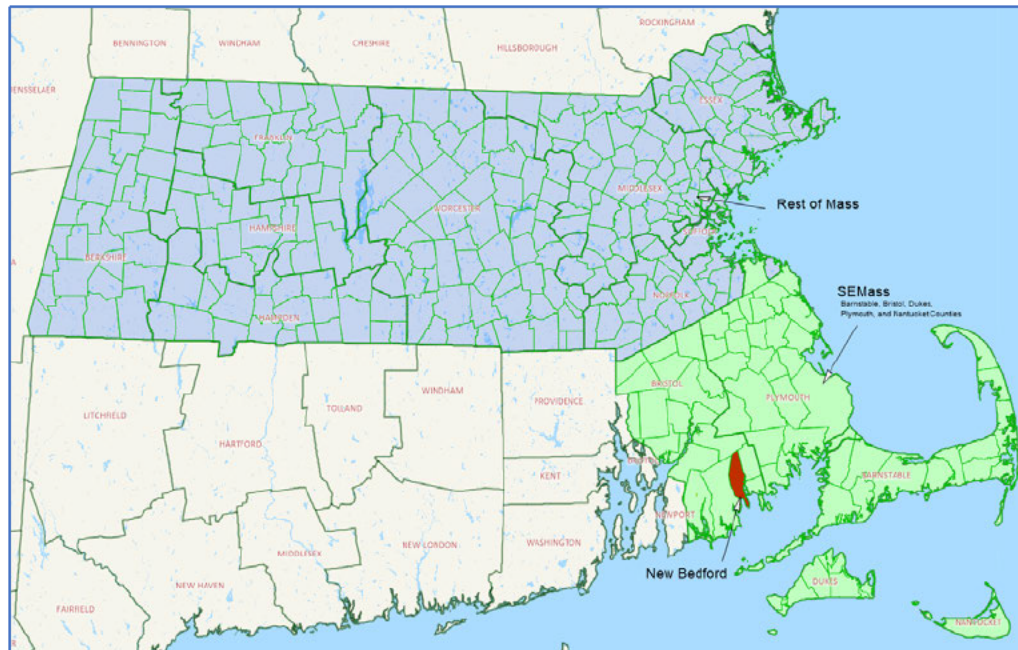 ROCKINGHAM
BENNINGTON
WINDHAM
CHESHIRE
HILLSBOROUGH
ENSSELAER
ESSEX
FRANKLIN
MIDDLESEX
Rest of Mass
WORCESTER
HAMPSHIRE
SUFFOLK
BERKSHIRE
NORFOLK
SEMass
Barnstable, Bristol, Dukes,
Plymouth, and Nantucket Counties
HAMPDEN
WINDHAM
BRISTOL
PLYMOUTH
LITCHFIELD
TOLLAND
PROVIDENCE
HARTFORD
BRISTOL
KENT
BARNSTABLE
NEWPORT
MIDDLESEX
NEW LONDON
WASHINGTON
New Bedford
NEW HAVEN
DUKES
FAIRFIELD
NANTUCKET